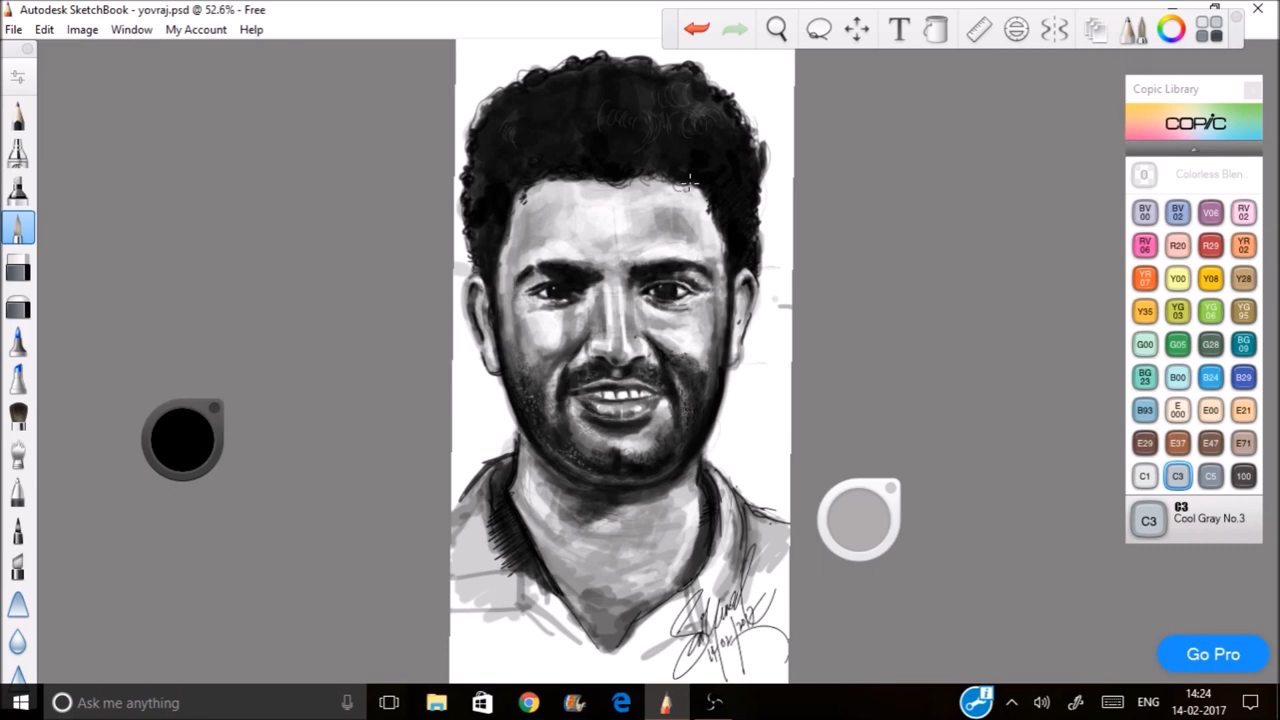 Autodesk SketchBook - yovraj.psd @ 52.6% - Free
File Edit Image Window My Account Help
T
Copic Library
COPIC
0 Colorless Blen
BV 00 BV 02 V06 RV 02
RV 06 R20 R29 YR 02
YR 07 Y00 Y08 Y28
Y35 YG 03 YG 06 YG 95
G00 G05 G28 BG 09
BG 23 B00 B24 B29
B93 E 000 E00 E21
E29 E37 E47 E71
C1 C3 C5 100
C3
C3
Cool Gray No.3
Go Pro
Ask me anything
ENG
14:24
14-02-2017